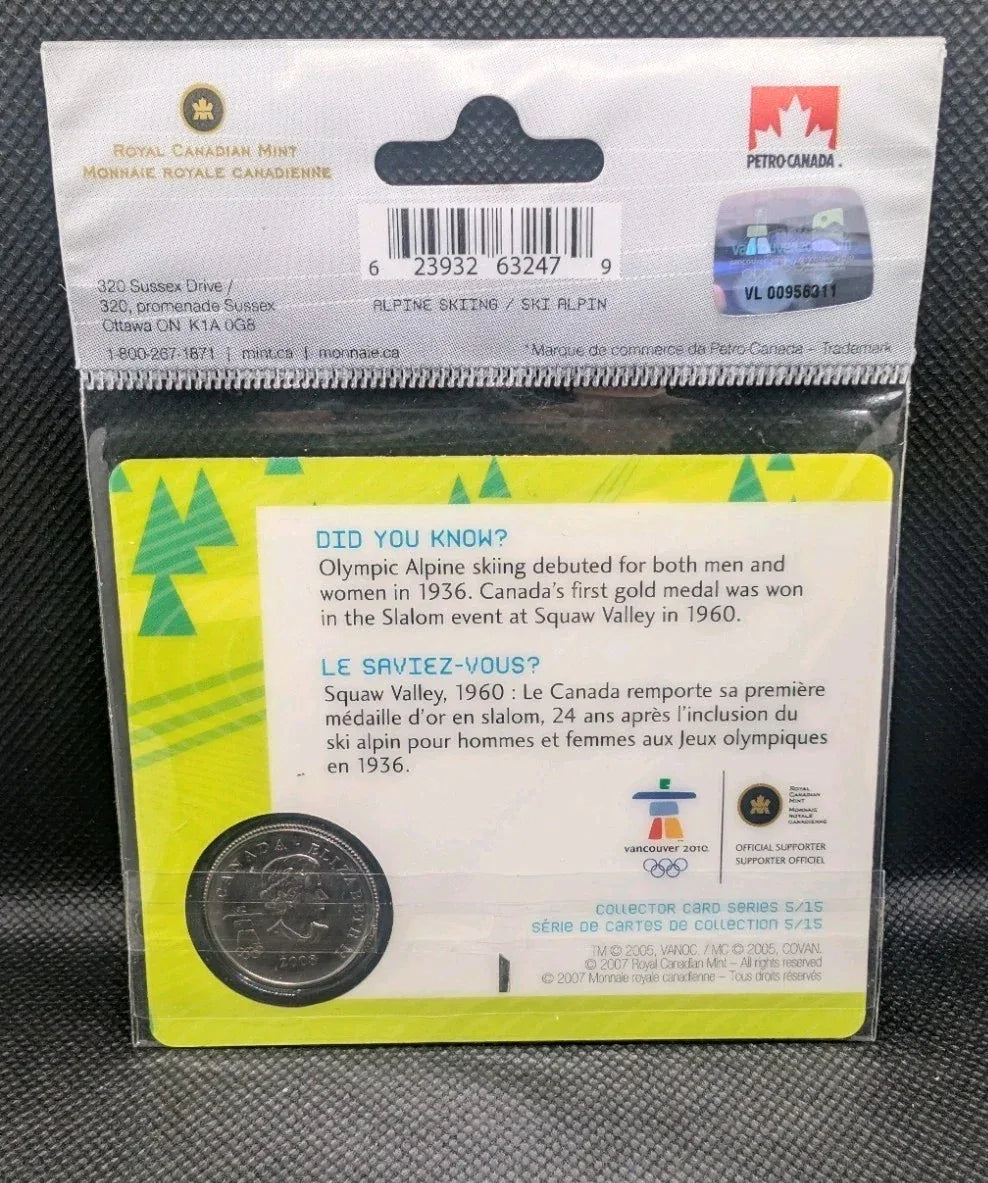 ROYAL CANADIAN MINT
MONNAIE ROYALE CANADIENNE
PETRO-CANADA
6 23932 63247 9
ALPINE SKIING / SKI ALPIN
vancouver
VL 00956311
320 Sussex Drive /
320, promenade Sussex
Ottawa ON K1A 0G8
1-800-267-1871 | mint.ca | monnaie.ca
*Marque de commerce de Petro-Canada – Trademark
DID YOU KNOW?
Olympic Alpine skiing debuted for both men and
women in 1936. Canada's first gold medal was won
in the Slalom event at Squaw Valley in 1960.
LE SAVIEZ-VOUS?
Squaw Valley, 1960 : Le Canada remporte sa première
médaille d'or en slalom, 24 ans après l'inclusion du
ski alpin pour hommes et femmes aux Jeux olympiques
en 1936.
CANADA · ELIZABETH II
2008
vancouver 2010
ROYAL
CANADIAN
MINT
MONNAIE
ROYALE
CANADIENNE
OFFICIAL SUPPORTER
SUPPORTER OFFICIEL
COLLECTOR CARD SERIES 5/15
SÉRIE DE CARTES DE COLLECTION 5/15
TM © 2005, VANOC. / MC © 2005, COVAN.
© 2007 Royal Canadian Mint – All rights reserved
© 2007 Monnaie royale canadienne – Tous droits réservés